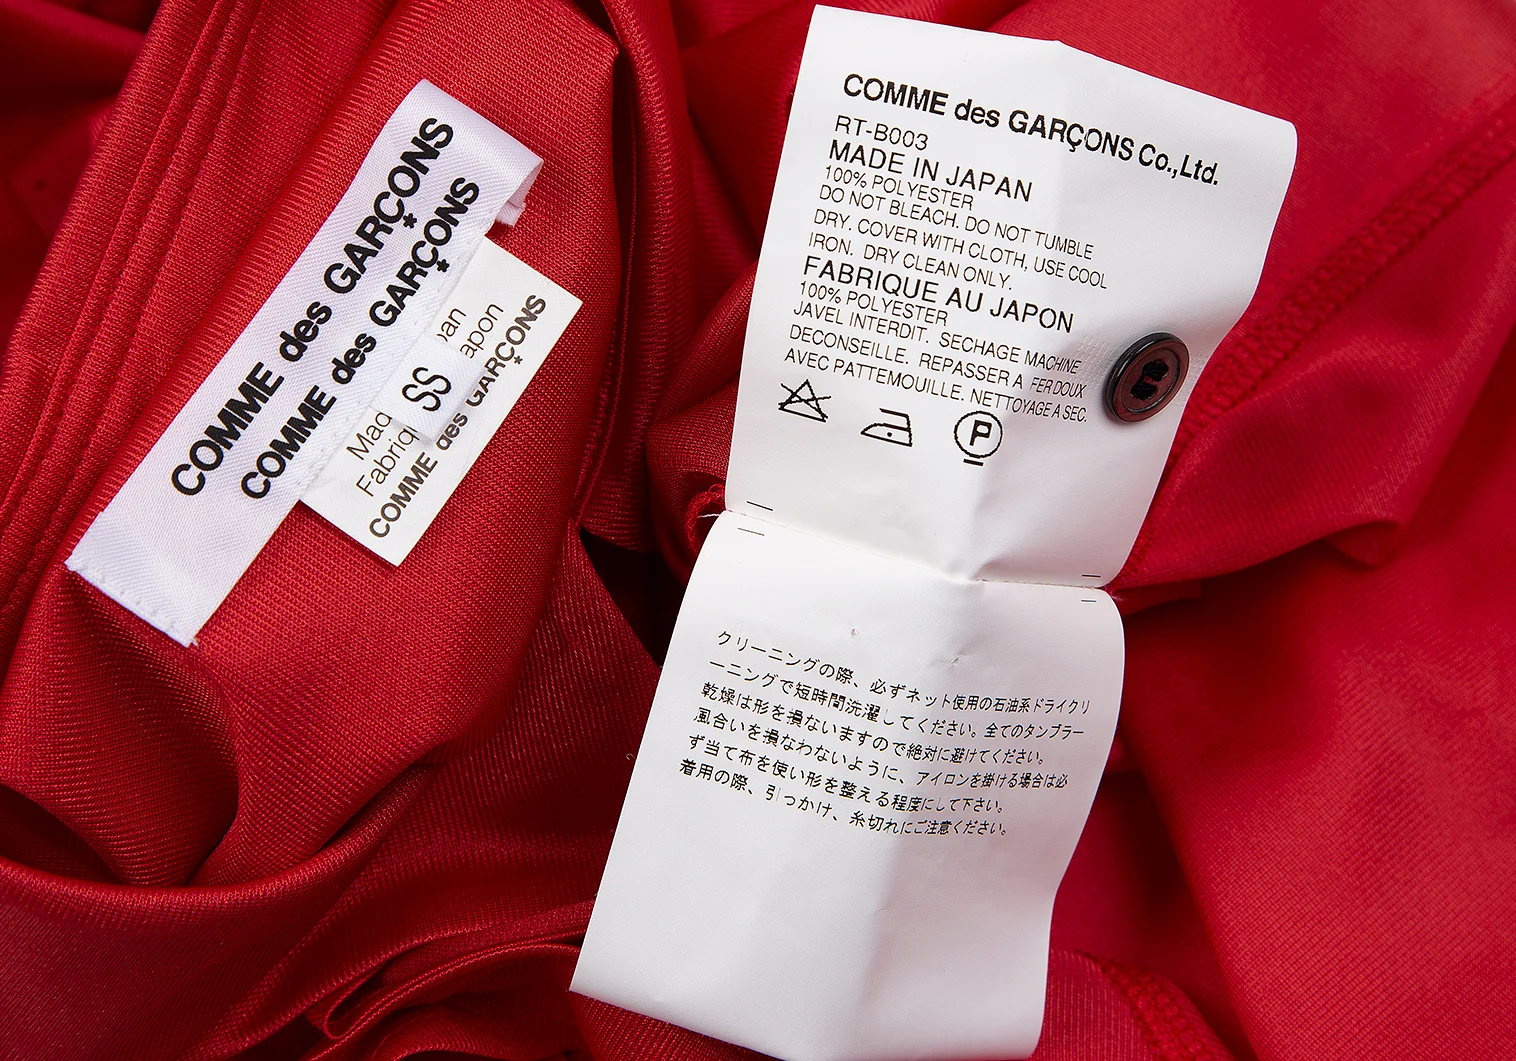 COMME des GARÇONS
COMME des GARÇONS
SS
Fabriq
COMME des GARÇONS
COMME des GARÇONS Co.,Ltd.
RT-B003
MADE IN JAPAN
100% POLYESTER
DO NOT BLEACH. DO NOT TUMBLE
DRY. COVER WITH CLOTH, USE COOL
IRON. DRY CLEAN ONLY.
FABRIQUE AU JAPON
100% POLYESTER
JAVEL INTERDIT. SECHAGE MACHINE
DECONSEILLE. REPASSER A FER DOUX
AVEC PATTEMOUILLE. NETTOYAGE A SEC.
P
クリーニングの際、必ずネット使用の石油系ドライクリ
ーニングで短時間洗濯してください。全てのタンブラー
乾燥は形を損ないますので絶対に避けてください。
風合いを損なわないように、アイロンを掛ける場合は必
ず当て布を使い形を整える程度にして下さい。
着用の際、引っかけ、糸切れにご注意ください。